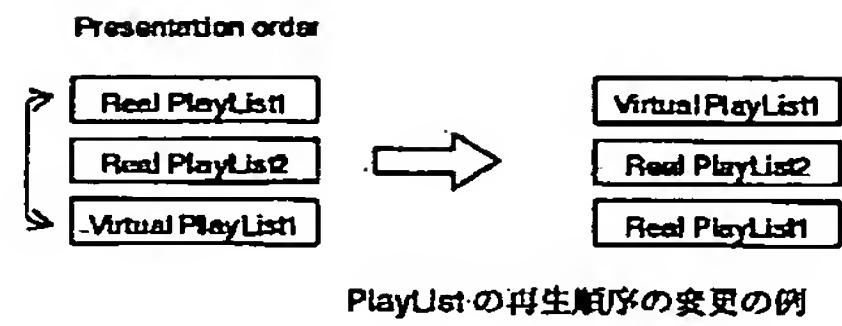 Presentation order
Real PlayList1
Real PlayList2
Virtual PlayList1
Virtual PlayList1
Real PlayList2
Real PlayList1
PlayListの再生順序の変更の例